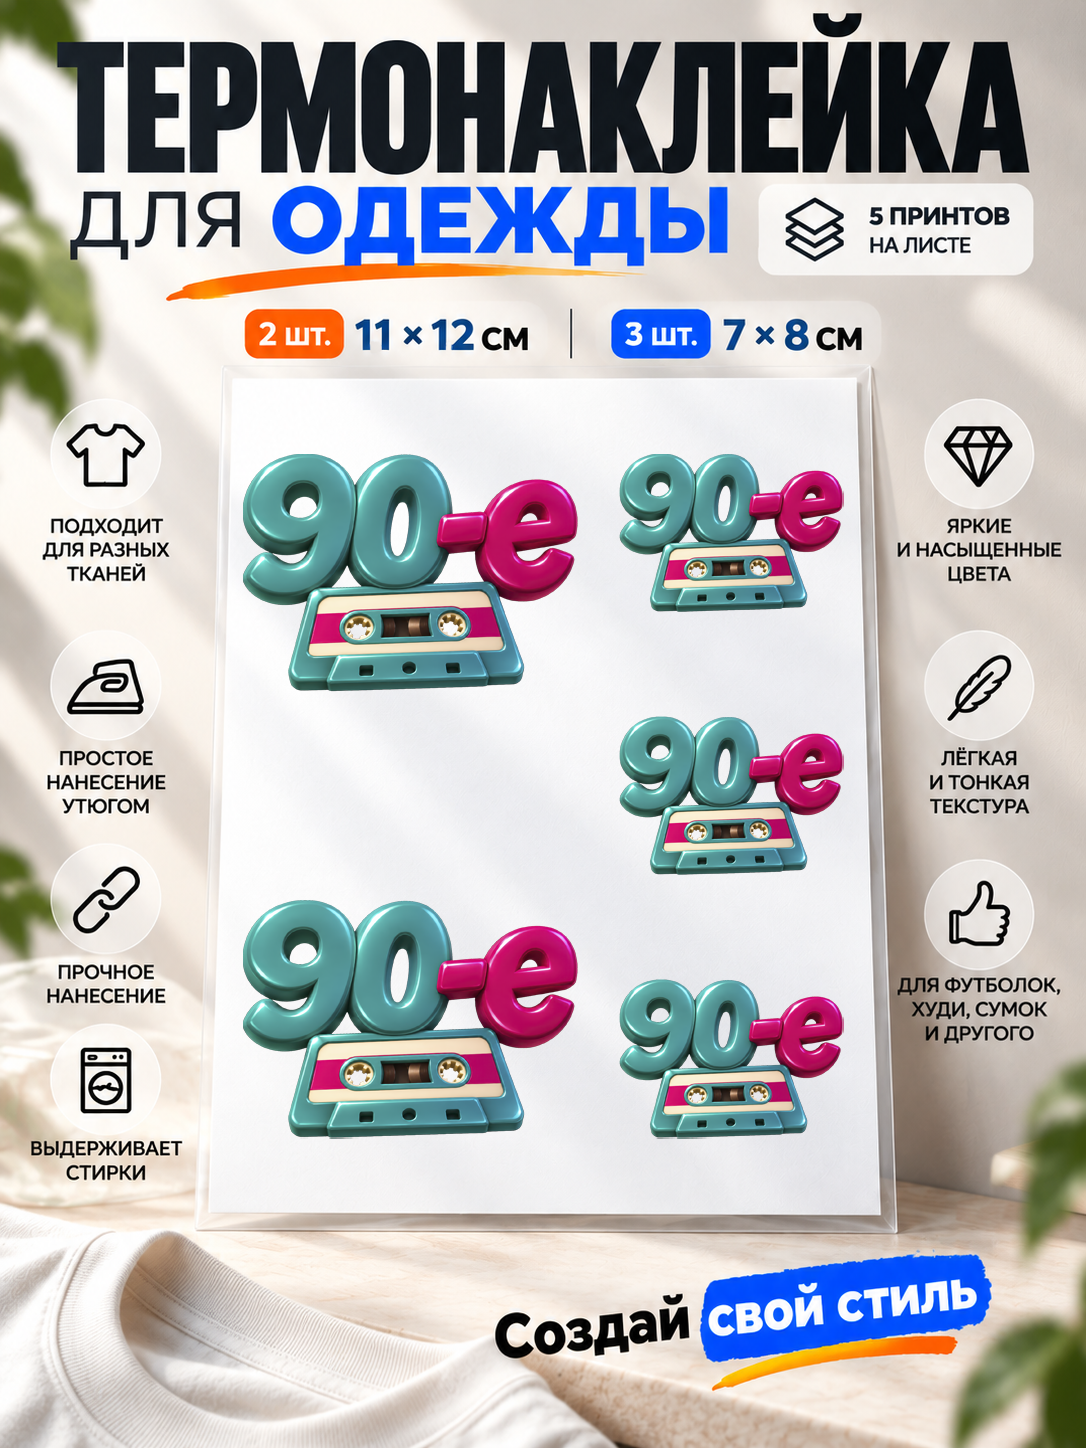 ТЕРМОНАКЛЕЙКА
ДЛЯ ОДЕЖДЫ
5 ПРИНТОВ
НА ЛИСТЕ
2 шт. 11 × 12 см
3 шт. 7 × 8 см
ПОДХОДИТ
ДЛЯ РАЗНЫХ
ТКАНЕЙ
ПРОСТОЕ
НАНЕСЕНИЕ
УТЮГОМ
ПРОЧНОЕ
НАНЕСЕНИЕ
ВЫДЕРЖИВАЕТ
СТИРКИ
90-е
90-е
90-е
90-е
90-е
ЯРКИЕ
И НАСЫЩЕННЫЕ
ЦВЕТА
ЛЁГКАЯ
И ТОНКАЯ
ТЕКСТУРА
ДЛЯ ФУТБОЛОК,
ХУДИ, СУМОК
И ДРУГОГО
Создай свой стиль